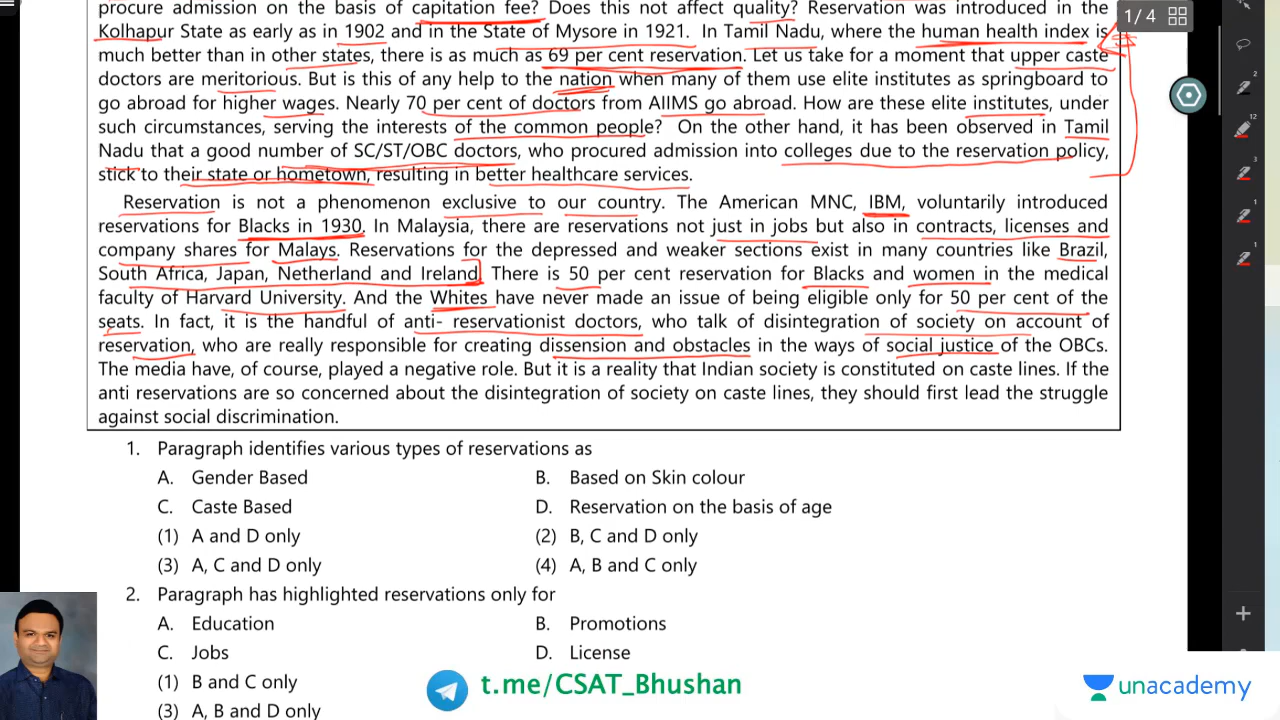 procure admission on the basis of capitation fee? Does this not affect quality? Reservation was introduced in the
Kolhapur State as early as in 1902 and in the State of Mysore in 1921. In Tamil Nadu, where the human health index is
much better than in other states, there is as much as 69 per cent reservation. Let us take for a moment that upper caste
doctors are meritorious. But is this of any help to the nation when many of them use elite institutes as springboard to
go abroad for higher wages. Nearly 70 per cent of doctors from AIIMS go abroad. How are these elite institutes, under
such circumstances, serving the interests of the common people? On the other hand, it has been observed in Tamil
Nadu that a good number of SC/ST/OBC doctors, who procured admission into colleges due to the reservation policy,
stick to their state or hometown, resulting in better healthcare services.
Reservation is not a phenomenon exclusive to our country. The American MNC, IBM, voluntarily introduced
reservations for Blacks in 1930. In Malaysia, there are reservations not just in jobs but also in contracts, licenses and
company shares for Malays. Reservations for the depressed and weaker sections exist in many countries like Brazil,
South Africa, Japan, Netherland and Ireland. There is 50 per cent reservation for Blacks and women in the medical
faculty of Harvard University. And the Whites have never made an issue of being eligible only for 50 per cent of the
seats. In fact, it is the handful of anti- reservationist doctors, who talk of disintegration of society on account of
reservation, who are really responsible for creating dissension and obstacles in the ways of social justice of the OBCs.
The media have, of course, played a negative role. But it is a reality that Indian society is constituted on caste lines. If the
anti reservations are so concerned about the disintegration of society on caste lines, they should first lead the struggle
against social discrimination.
1/4
1. Paragraph identifies various types of reservations as
A. Gender Based B. Based on Skin colour
C. Caste Based D. Reservation on the basis of age
(1) A and D only (2) B, C and D only
(3) A, C and D only (4) A, B and C only
2. Paragraph has highlighted reservations only for
A. Education B. Promotions
C. Jobs D. License
(1) B and C only
(3) A, B and D only
t.me/CSAT_Bhushan
unacademy
2
12
3
1
1